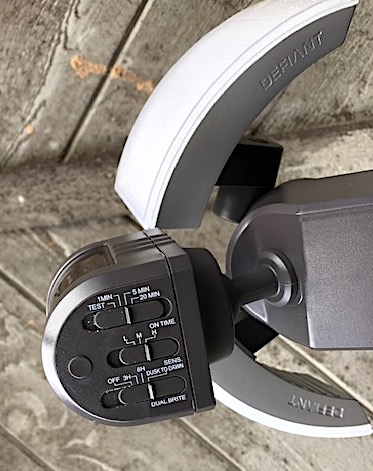 DEFIANT
1MIN 5 MIN
TEST 20 MIN
ON TIME
L M H
SENS.
OFF 3H 6H DUSK TO DAWN
DUAL BRITE
DEFIANT